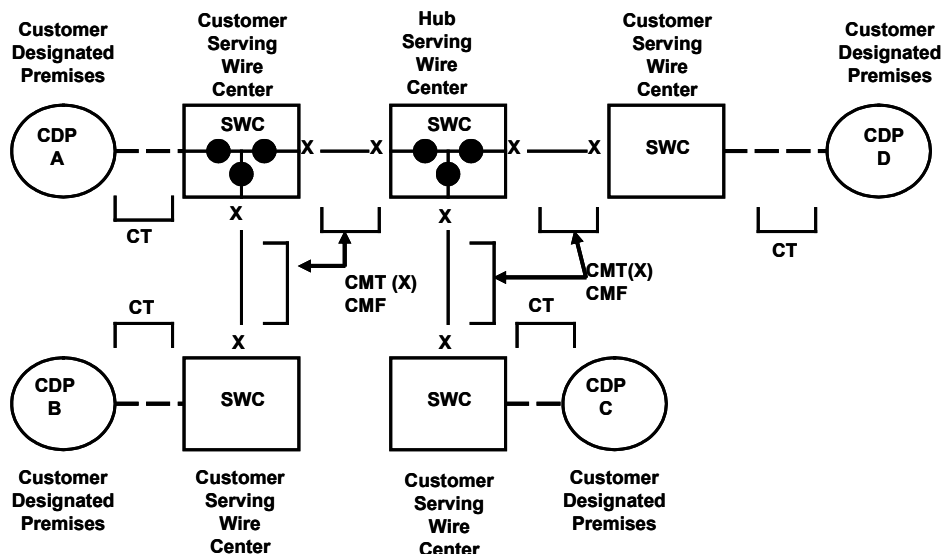 Customer
Designated
Premises
Customer
Serving
Wire
Center
Hub
Serving
Wire
Center
Customer
Serving
Wire
Center
Customer
Designated
Premises
CDP
A
SWC
X
X
SWC
X
X
SWC
CDP
D
CT
X
X
CT
CMT (X)
CMF
CMT(X)
CMF
CT
CT
X
X
CDP
B
SWC
SWC
CDP
C
Customer
Designated
Premises
Customer
Serving
Wire
Center
Customer
Serving
Wire
Center
Customer
Designated
Premises